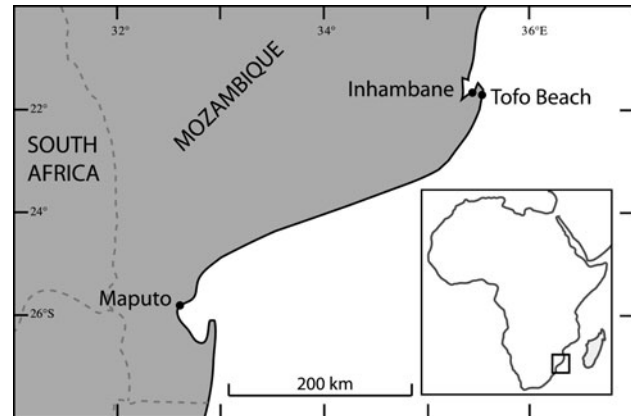 32°
34°
36°E
Inhambane
Tofo Beach
22°
MOZAMBIQUE
SOUTH
AFRICA
24°
Maputo
26°S
200 km